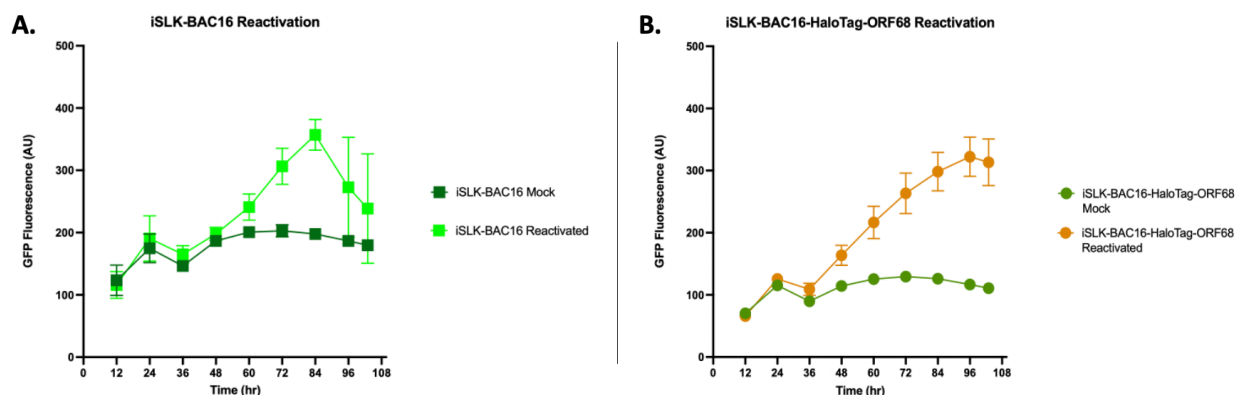 A.
iSLK-BAC16 Reactivation
500
400
300
200
100
0
GFP Fluorescence (AU)
0 12 24 36 48 60 72 84 96 108
Time (hr)
iSLK-BAC16 Mock
iSLK-BAC16 Reactivated
B.
iSLK-BAC16-HaloTag-ORF68 Reactivation
500
400
300
200
100
0
GFP Fluorescence (AU)
0 12 24 36 48 60 72 84 96 108
Time (hr)
iSLK-BAC16-HaloTag-ORF68
Mock
iSLK-BAC16-HaloTag-ORF68
Reactivated